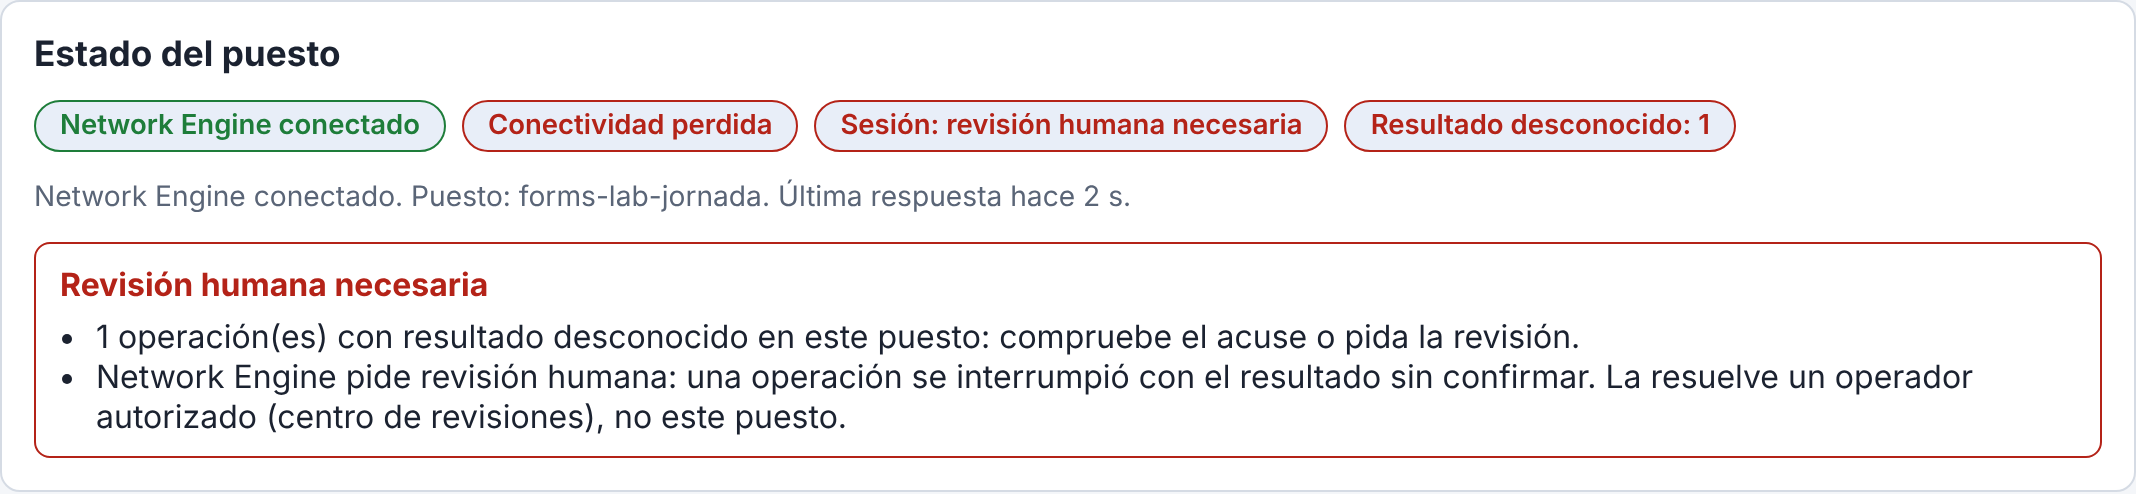 Estado del puesto
Network Engine conectado Conectividad perdida Sesión: revisión humana necesaria Resultado desconocido: 1
Network Engine conectado. Puesto: forms-lab-jornada. Última respuesta hace 2 s.
Revisión humana necesaria
• 1 operación(es) con resultado desconocido en este puesto: compruebe el acuse o pida la revisión.
• Network Engine pide revisión humana: una operación se interrumpió con el resultado sin confirmar. La resuelve un operador
autorizado (centro de revisiones), no este puesto.